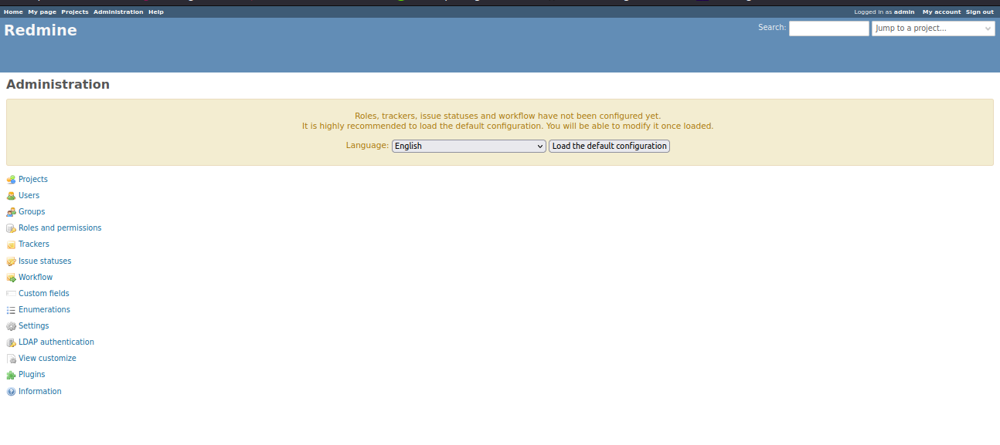 Home My page Projects Administration Help
Logged in as admin My account Sign out
Redmine
Search:
Jump to a project...
Administration
Roles, trackers, issue statuses and workflow have not been configured yet.
It is highly recommended to load the default configuration. You will be able to modify it once loaded.
Language: English Load the default configuration
Projects
Users
Groups
Roles and permissions
Trackers
Issue statuses
Workflow
Custom fields
Enumerations
Settings
LDAP authentication
View customize
Plugins
Information